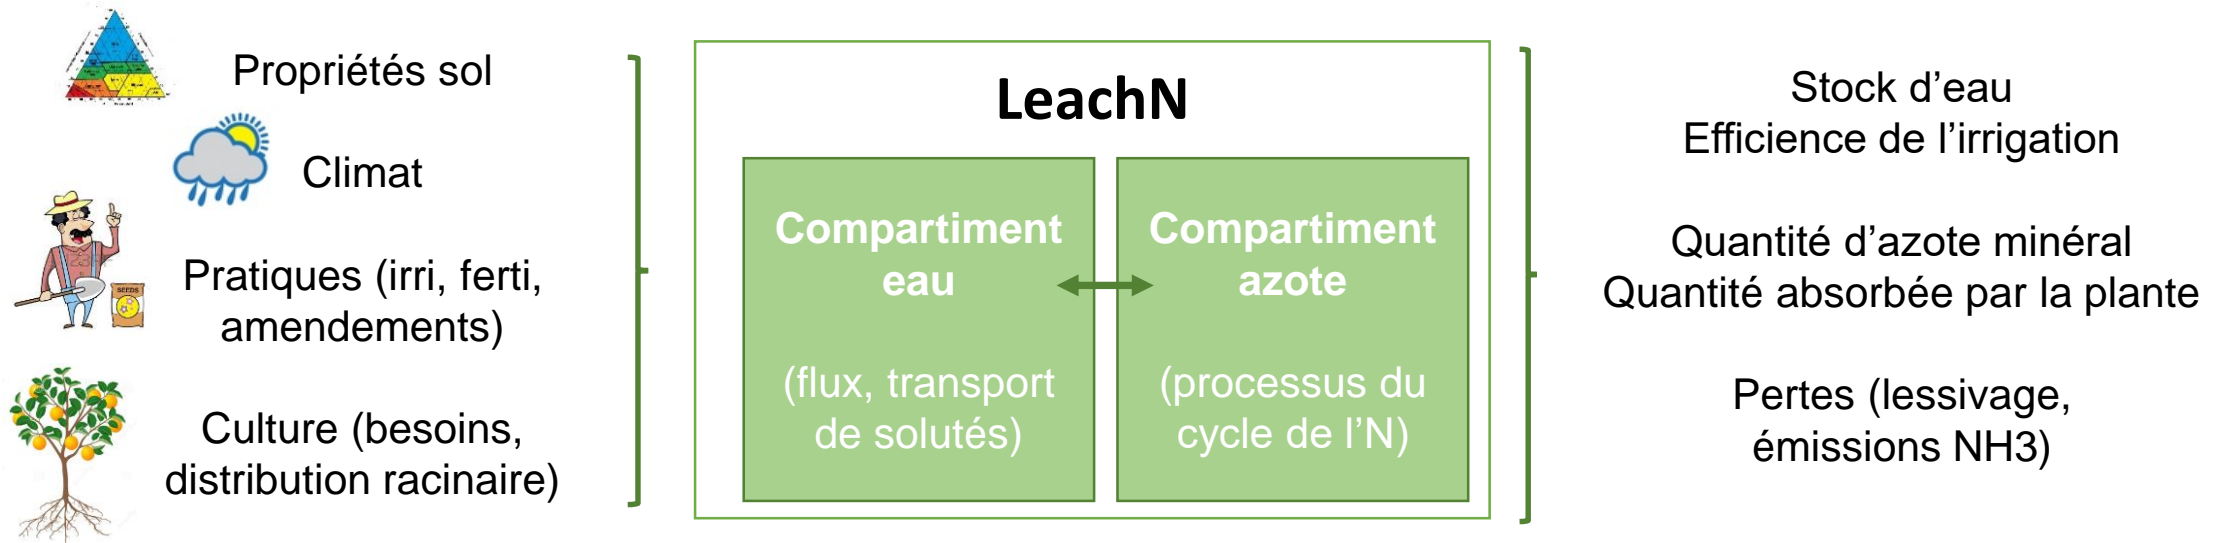 Propriétés sol
Climat
Pratiques (irri, ferti,
amendements)
Culture (besoins,
distribution racinaire)
SEEDS
LeachN
Compartiment
eau
(flux, transport
de solutés)
Compartiment
azote
(processus du
cycle de l’N)
Stock d’eau
Efficience de l’irrigation
Quantité d’azote minéral
Quantité absorbée par la plante
Pertes (lessivage,
émissions NH3)